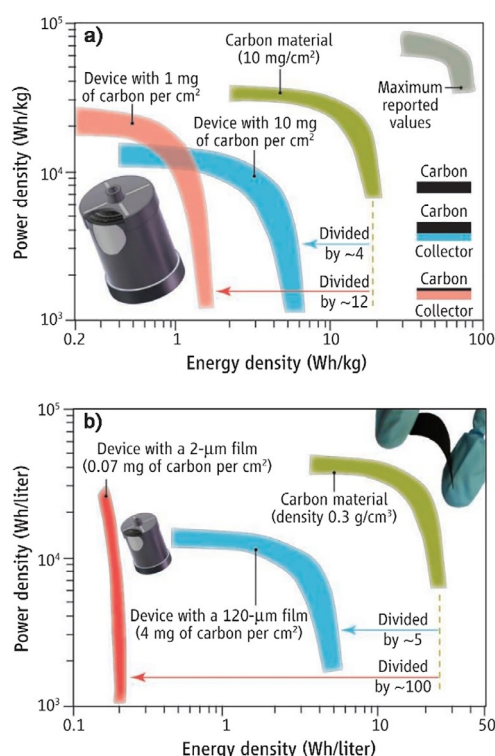 a)
Power density (Wh/kg)
10⁵
10⁴
10³
Device with 1 mg
of carbon per cm²
Carbon material
(10 mg/cm²)
Device with 10 mg
of carbon per cm²
Maximum
reported
values
Carbon
Carbon
Collector
Carbon
Collector
Divided
by ~4
Divided
by ~12
0.2
1
10
100
Energy density (Wh/kg)
b)
Power density (Wh/liter)
10⁵
10⁴
10³
Device with a 2-μm film
(0.07 mg of carbon per cm²)
Carbon material
(density 0.3 g/cm³)
Device with a 120-μm film
(4 mg of carbon per cm²)
Divided
by ~5
Divided
by ~100
0.1
1
10
50
Energy density (Wh/liter)